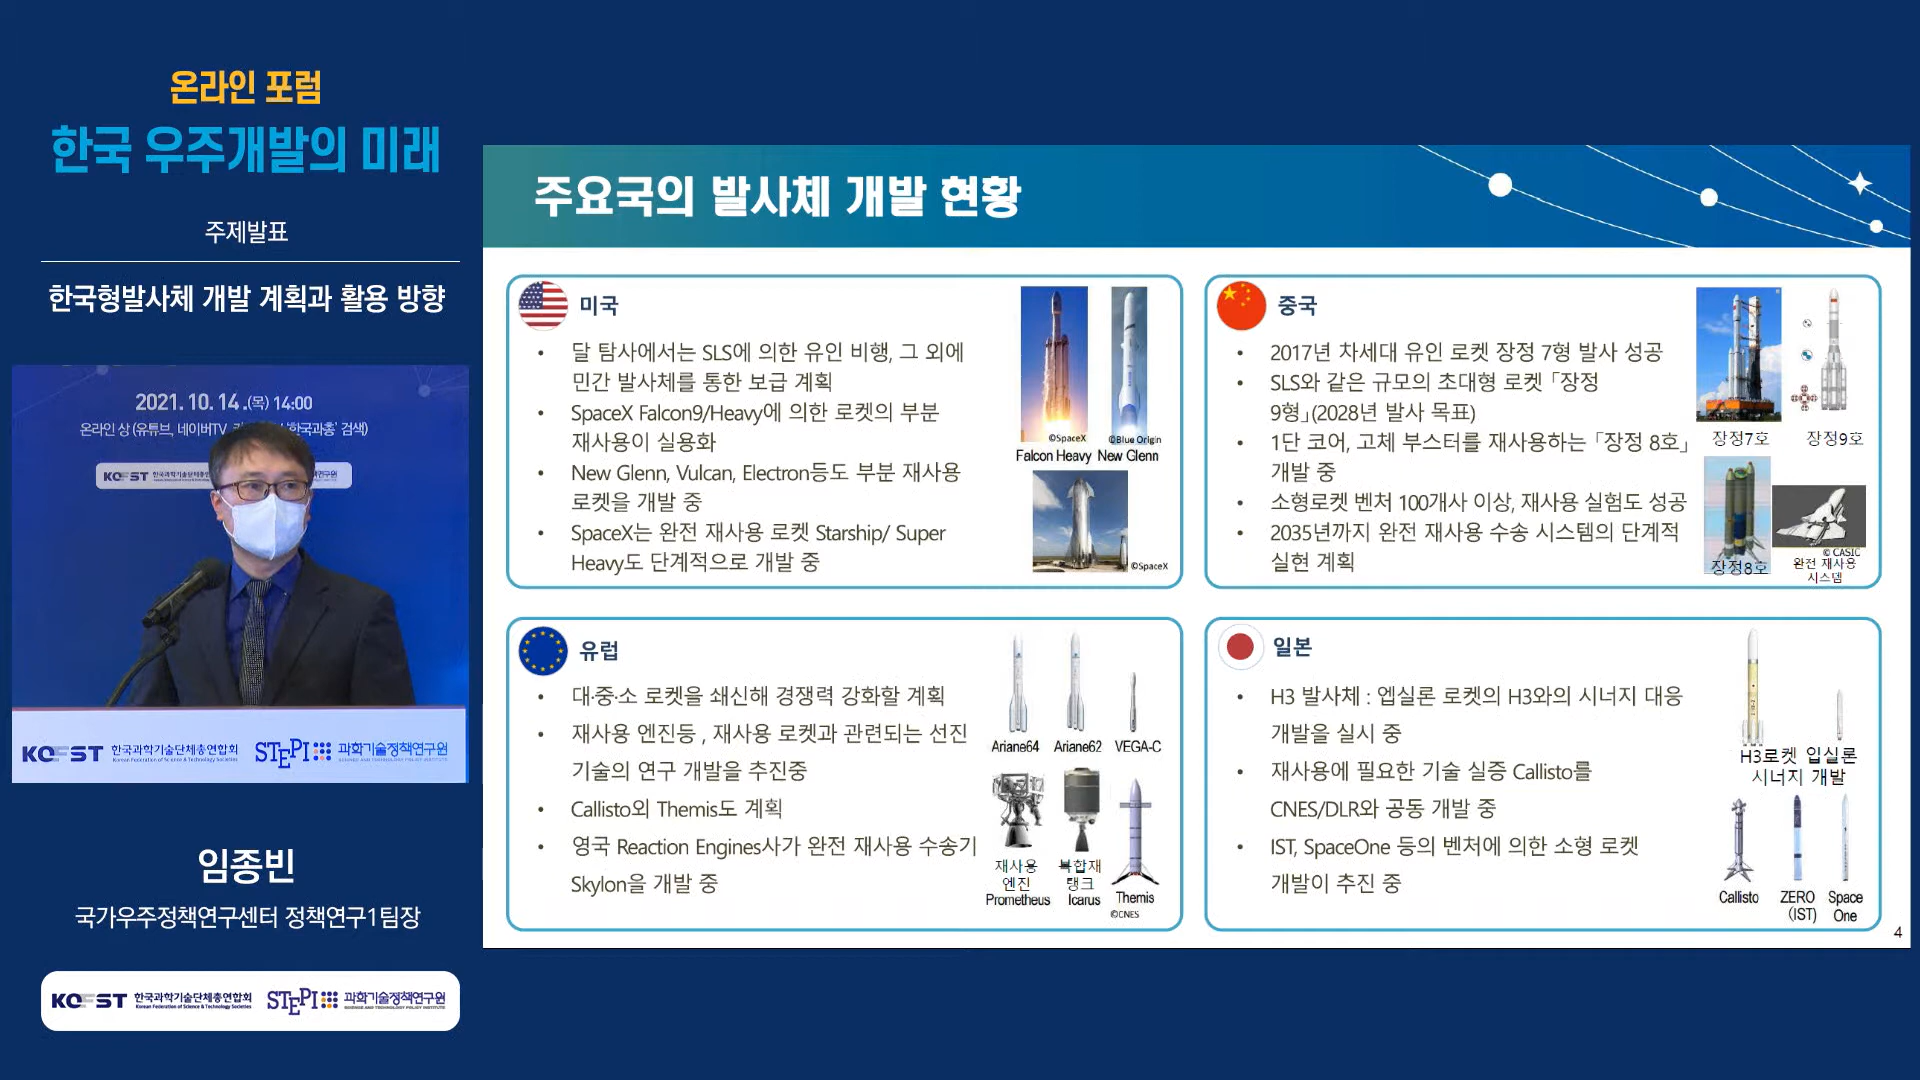 온라인 포럼
한국 우주개발의 미래
주제발표
한국형발사체 개발 계획과 활용 방향
2021. 10. 14 .(목) 14:00
온라인 상 (유튜브, 네이버TV, '한국과총' 검색)
KOFST
KOFST 한국과학기술단체총연합회
Korean Federation of Science & Technology Societies
STEPI 과학기술정책연구원
SCIENCE AND TECHNOLOGY POLICY INSTITUTE
임종빈
국가우주정책연구센터 정책연구1팀장
KOFST 한국과학기술단체총연합회
Korean Federation of Science & Technology Societies
STEPI 과학기술정책연구원
SCIENCE AND TECHNOLOGY POLICY INSTITUTE
주요국의 발사체 개발 현황
미국
• 달 탐사에서는 SLS에 의한 유인 비행, 그 외에
민간 발사체를 통한 보급 계획
• SpaceX Falcon9/Heavy에 의한 로켓의 부분
재사용이 실용화
• New Glenn, Vulcan, Electron등도 부분 재사용
로켓을 개발 중
• SpaceX는 완전 재사용 로켓 Starship/ Super
Heavy도 단계적으로 개발 중
©SpaceX
©Blue Origin
Falcon Heavy
New Glenn
©SpaceX
중국
• 2017년 차세대 유인 로켓 장정 7형 발사 성공
• SLS와 같은 규모의 초대형 로켓 「장정
9형」(2028년 발사 목표)
• 1단 코어, 고체 부스터를 재사용하는 「장정 8호」
개발 중
• 소형로켓 벤처 100개사 이상, 재사용 실험도 성공
• 2035년까지 완전 재사용 수송 시스템의 단계적
실현 계획
장정7호
장정9호
장정8호
© CASIC
완전 재사용
시스템
유럽
• 대·중·소 로켓을 쇄신해 경쟁력 강화할 계획
• 재사용 엔진등 , 재사용 로켓과 관련되는 선진
기술의 연구 개발을 추진중
• Callisto외 Themis도 계획
• 영국 Reaction Engines사가 완전 재사용 수송기
Skylon을 개발 중
Ariane64
Ariane62
VEGA-C
재사용
엔진
Prometheus
복합재
탱크
Icarus
Themis
©CNES
일본
• H3 발사체 : 엡실론 로켓의 H3와의 시너지 대응
개발을 실시 중
• 재사용에 필요한 기술 실증 Callisto를
CNES/DLR와 공동 개발 중
• IST, SpaceOne 등의 벤처에 의한 소형 로켓
개발이 추진 중
H3로켓 입실론
시너지 개발
Callisto
ZERO
(IST)
Space
One
4